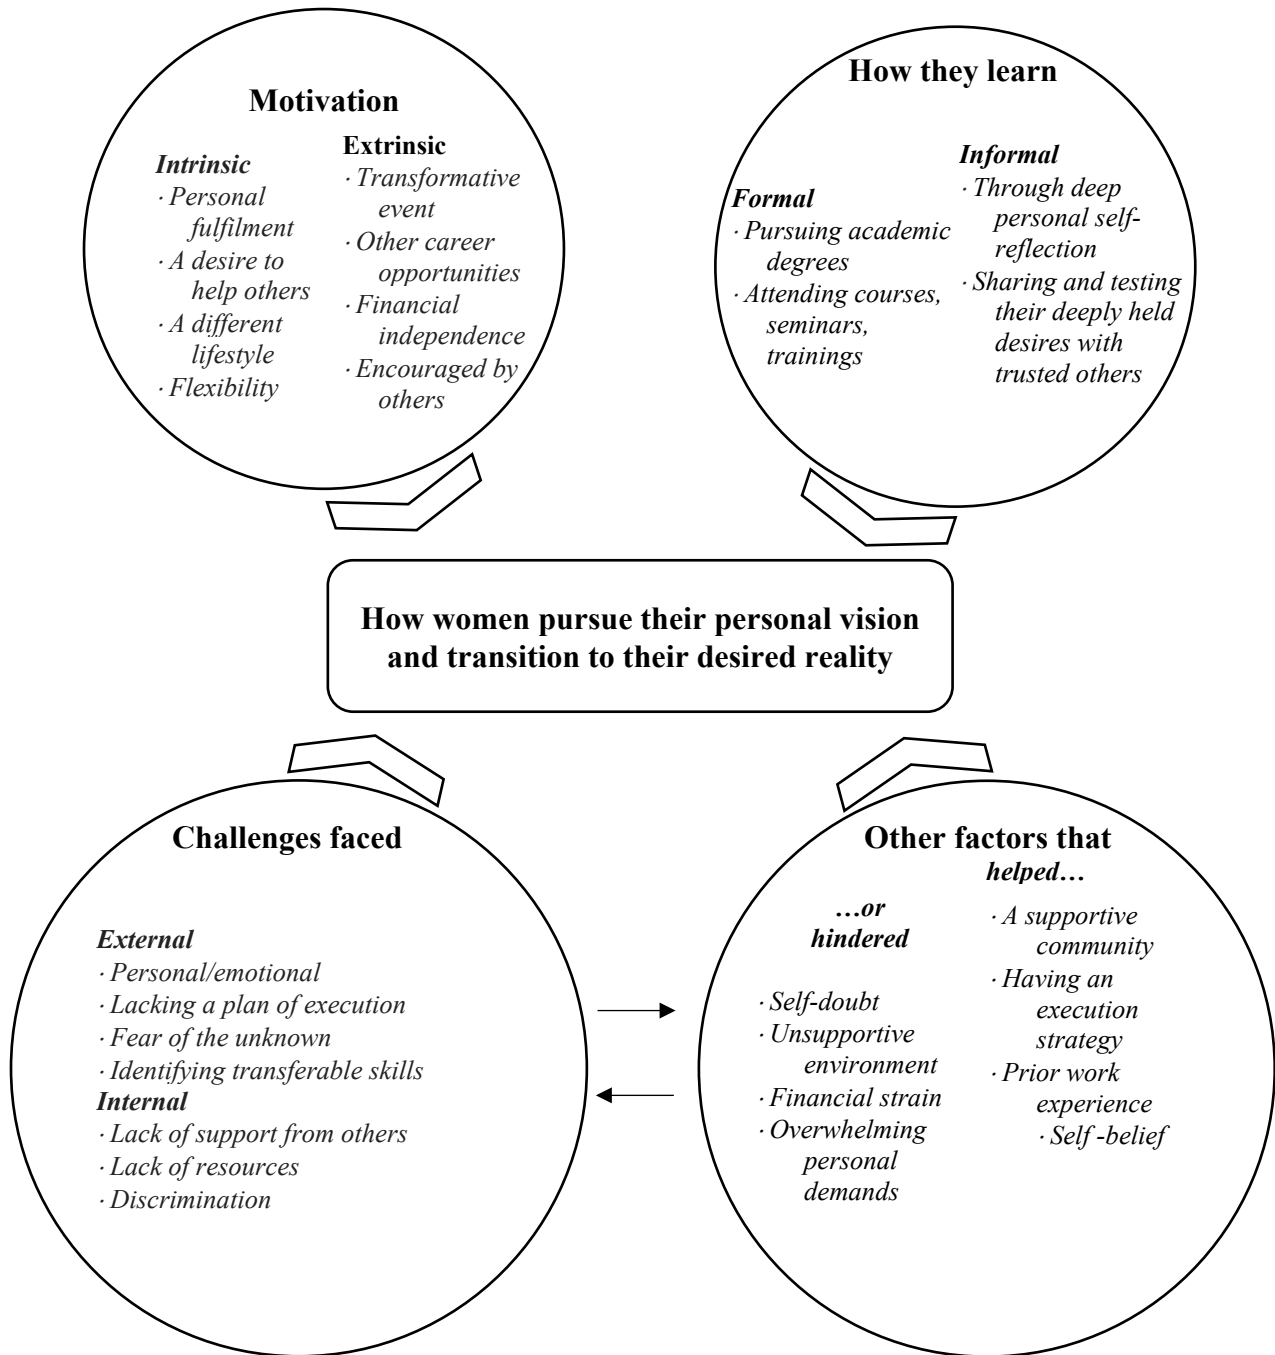 Motivation
Intrinsic
· Personal
fulfilment
· A desire to
help others
· A different
lifestyle
· Flexibility
Extrinsic
· Transformative
event
· Other career
opportunities
· Financial
independence
· Encouraged by
others
How they learn
Formal
· Pursuing academic
degrees
· Attending courses,
seminars,
trainings
Informal
· Through deep
personal self-
reflection
· Sharing and testing
their deeply held
desires with
trusted others
How women pursue their personal vision
and transition to their desired reality
Challenges faced
External
· Personal/emotional
· Lacking a plan of execution
· Fear of the unknown
· Identifying transferable skills
Internal
· Lack of support from others
· Lack of resources
· Discrimination
Other factors that
helped…
· A supportive
community
· Having an
execution
strategy
· Prior work
experience
· Self -belief
…or
hindered
· Self-doubt
· Unsupportive
environment
· Financial strain
· Overwhelming
personal
demands